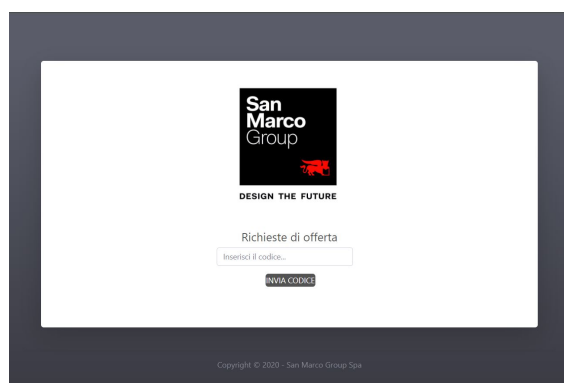 San
Marco
Group
DESIGN THE FUTURE
Richieste di offerta
Inserisci il codice...
INVIA CODICE
Copyright © 2020 - San Marco Group Spa